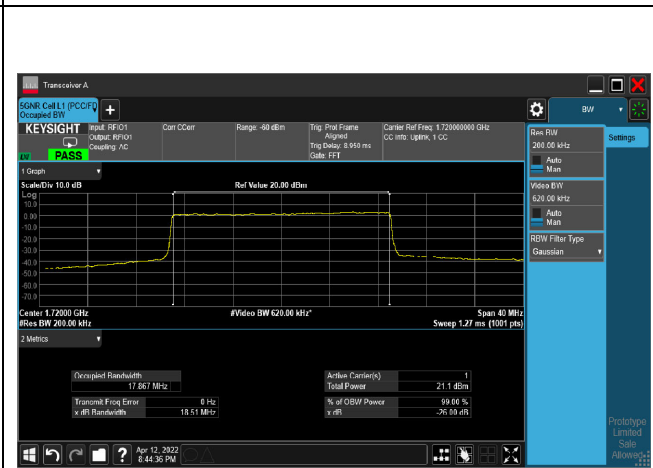 Transceiver A
5GNR Cell L1 (PCC/FD
Occupied BW
BW
KEYSIGHT
PASS
Input: RFIO1
Output: RFIO1
Coupling: AC
Corr CCorr
Range: -60 dBm
Trig: Prot Frame
Aligned
Trig Delay: 8.950 ms
Gate: FFT
Carrier Ref Freq: 1.720000000 GHz
CC Info: Uplink, 1 CC
Res BW
200.00 kHz
Auto
Man
Settings
Video BW
620.00 kHz
Auto
Man
RBW Filter Type
Gaussian
1 Graph
Scale/Div 10.0 dB
Ref Value 20.00 dBm
Log
10.0
0.00
-10.0
-20.0
-30.0
-40.0
-50.0
-60.0
-70.0
Center 1.72000 GHz
#Video BW 620.00 kHz*
Span 40 MHz
#Res BW 200.00 kHz
Sweep 1.27 ms (1001 pts)
2 Metrics
Occupied Bandwidth
17.867 MHz
Active Carrier(s) 1
Total Power 21.1 dBm
Transmit Freq Error 0 Hz
x dB Bandwidth 18.51 MHz
% of OBW Power 99.00 %
x dB -26.00 dB
Prototype
Limited
Sale
Allowed
Apr 12, 2022
8:44:36 PM